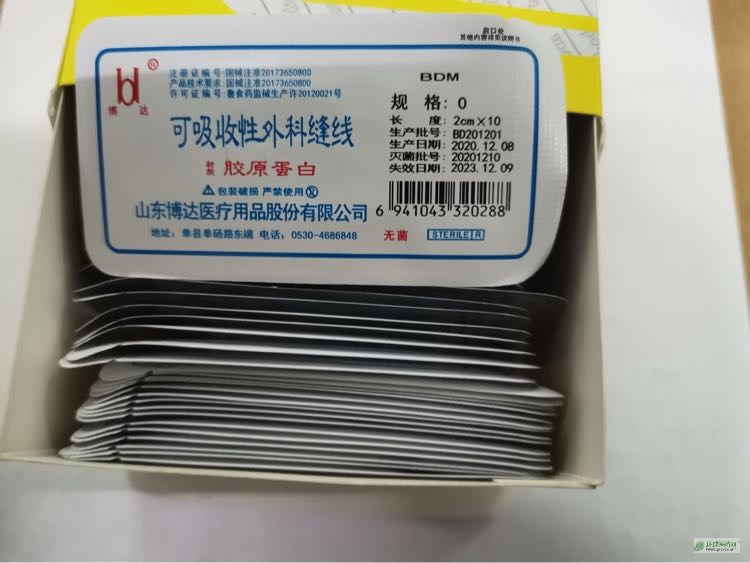 启口处
其他内容详见说明书
博 达
®
注册证编号:国械注准20173650800
产品技术要求:国械注准20173650800
许可证编号:鲁食药监械生产许20120021号
可吸收性外科缝线
材质 胶原蛋白
包装破损 严禁使用
山东博达医疗用品股份有限公司
地址:单县单砀路东端 电话:0530-4686848
BDM
规 格:0
长 度:2cm×10
生产批号:BD201201
生产日期:2020.12.08
灭菌批号:20201210
失效日期:2023.12.09
6 941043 320288
无菌 STERILE R
环球医药网